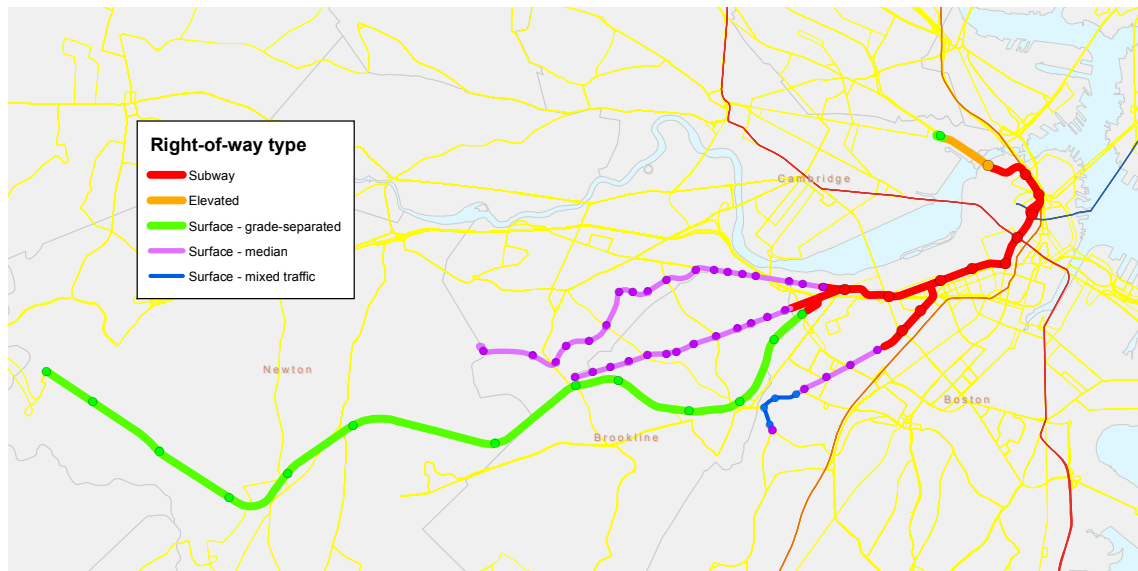 Right-of-way type
Subway
Elevated
Surface - grade-separated
Surface - median
Surface - mixed traffic
Cambridge
Newton
Boston
Brookline